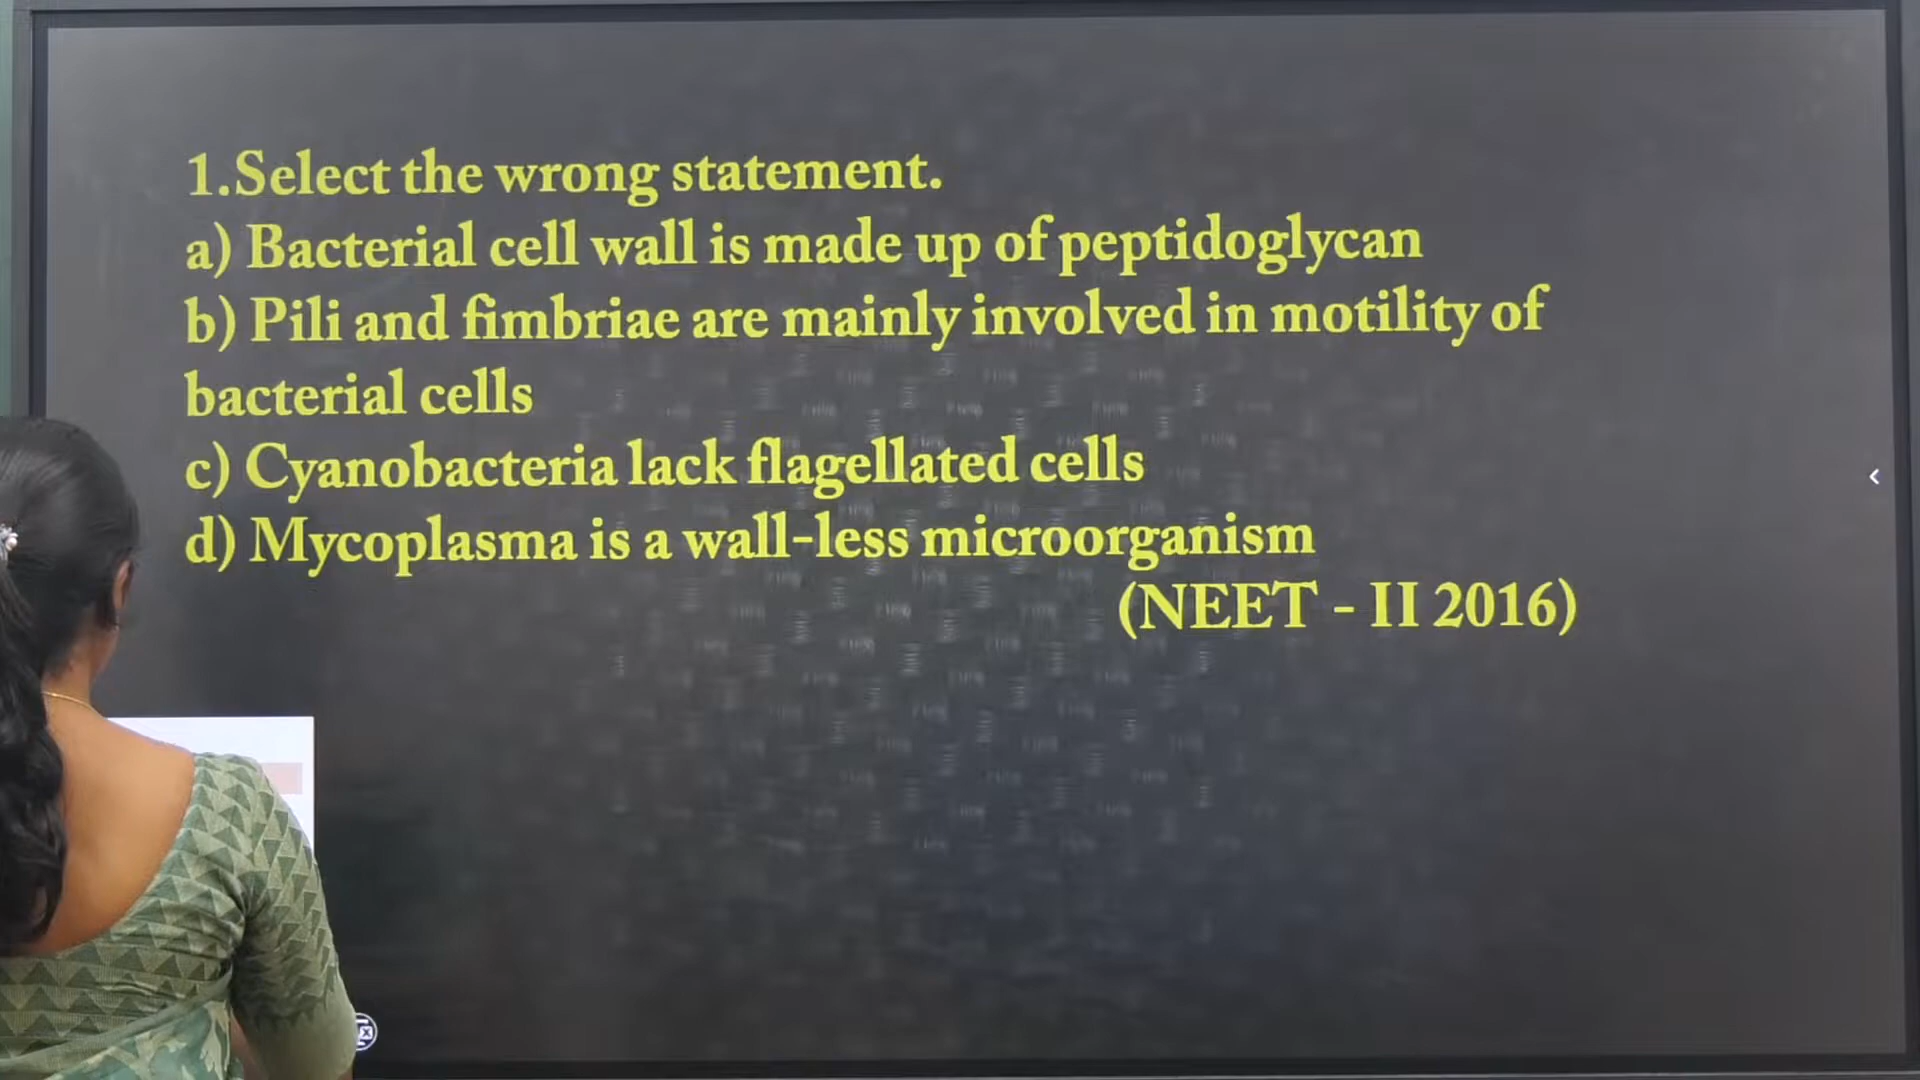 1.Select the wrong statement.
a) Bacterial cell wall is made up of peptidoglycan
b) Pili and fimbriae are mainly involved in motility of
bacterial cells
c) Cyanobacteria lack flagellated cells
d) Mycoplasma is a wall-less microorganism
(NEET - II 2016)